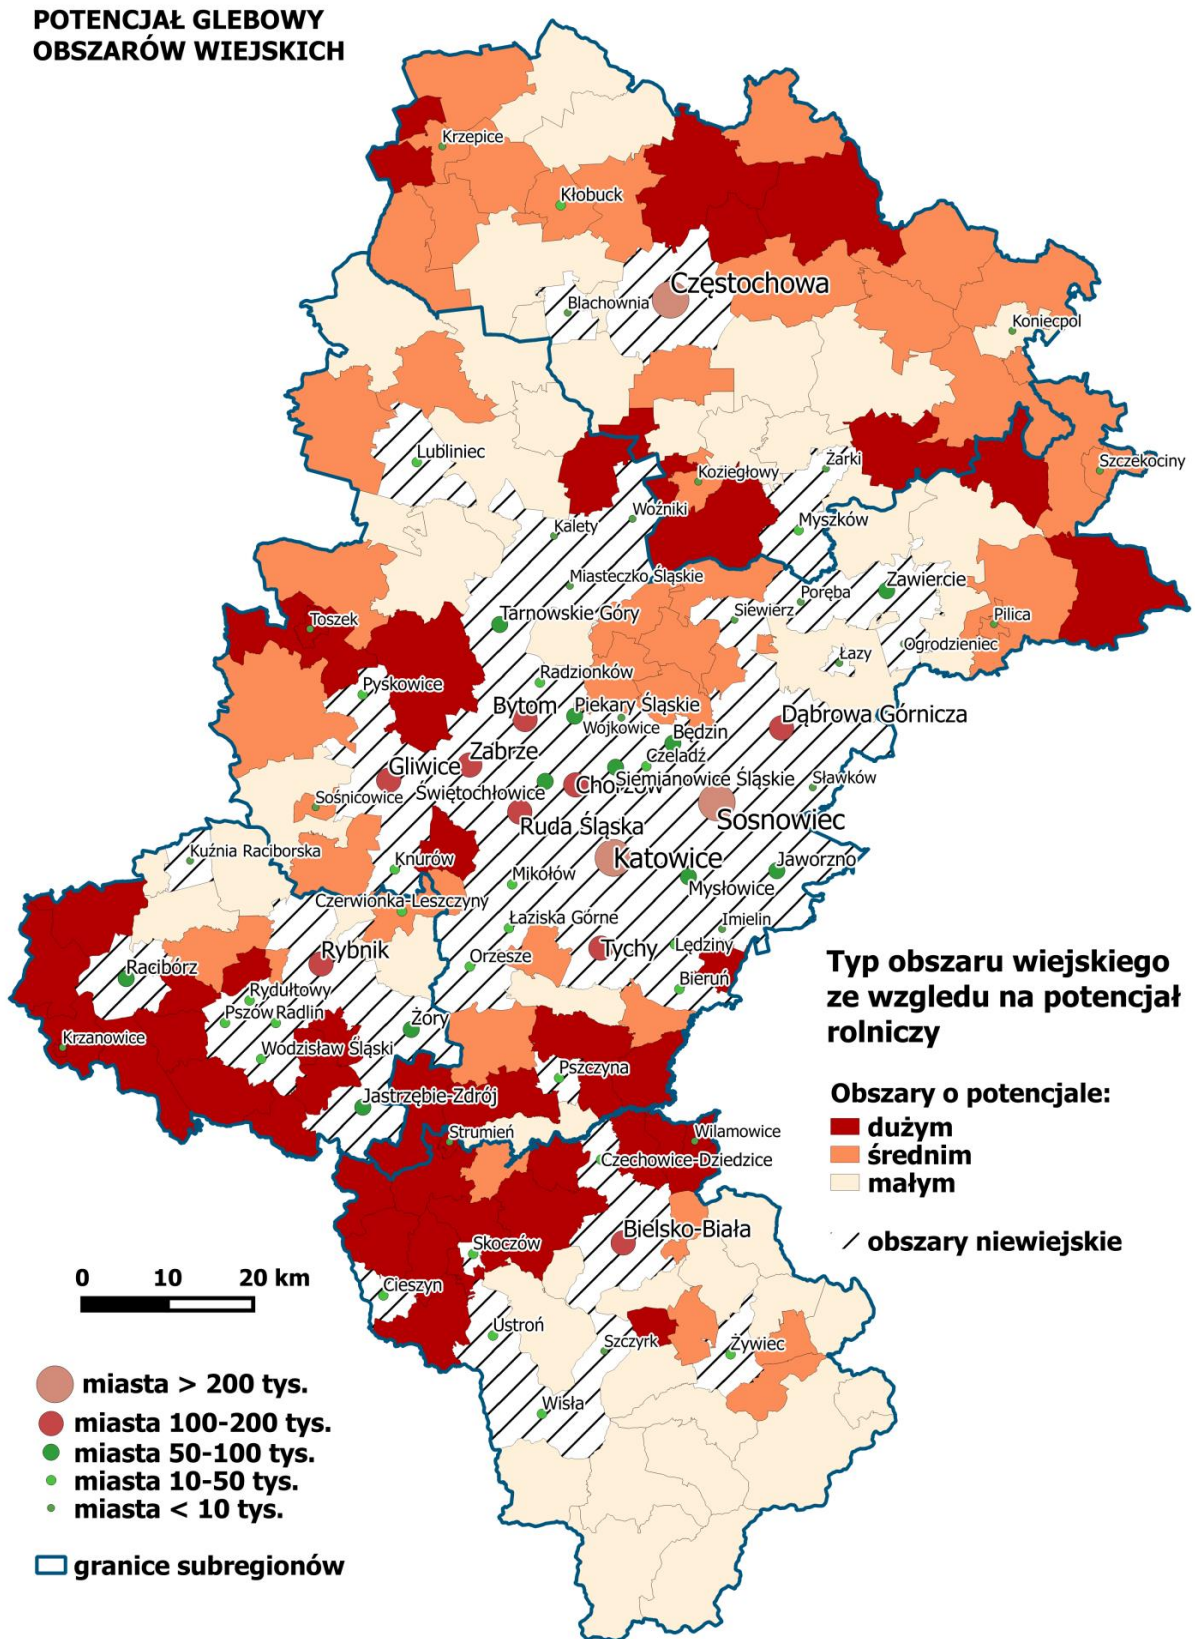 POTENCJAŁ GLEBOWY
OBSZARÓW WIEJSKICH
Krzepice
Kłobuck
Częstochowa
Blachownia
Koniecpol
Lubliniec
Koziegłowy
Żarki
Szczekociny
Woźniki
Kalety
Myszków
Miasteczko Śląskie
Zawiercie
Poręba
Siewierz
Tarnowskie Góry
Toszek
Pilica
Ogrodzieniec
Łazy
Radzionków
Pyskowice
Bytom
Piekary Śląskie
Wojkowice
Będzin
Dąbrowa Górnicza
Zabrze
Czeladź
Gliwice
Siemianowice Śląskie
Sławków
Chorzów
Świętochłowice
Sośnicowice
Ruda Śląska
Sosnowiec
Kuźnia Raciborska
Knurów
Katowice
Jaworzno
Mikołów
Mysłowice
Czerwionka-Leszczyny
Łaziska Górne
Imielin
Rybnik
Tychy
Lędziny
Orzesze
Racibórz
Bieruń
Rydułtowy
Pszów
Radlin
Żory
Krzanowice
Wodzisław Śląski
Pszczyna
Jastrzębie-Zdrój
Strumień
Wilamowice
Czechowice-Dziedzice
Bielsko-Biała
Skoczów
Cieszyn
Ustroń
Szczyrk
Żywiec
Wisła
Typ obszaru wiejskiego
ze wzgledu na potencjał
rolniczy
Obszary o potencjale:
dużym
średnim
małym
obszary niewiejskie
0 10 20 km
miasta > 200 tys.
miasta 100-200 tys.
miasta 50-100 tys.
miasta 10-50 tys.
miasta < 10 tys.
granice subregionów